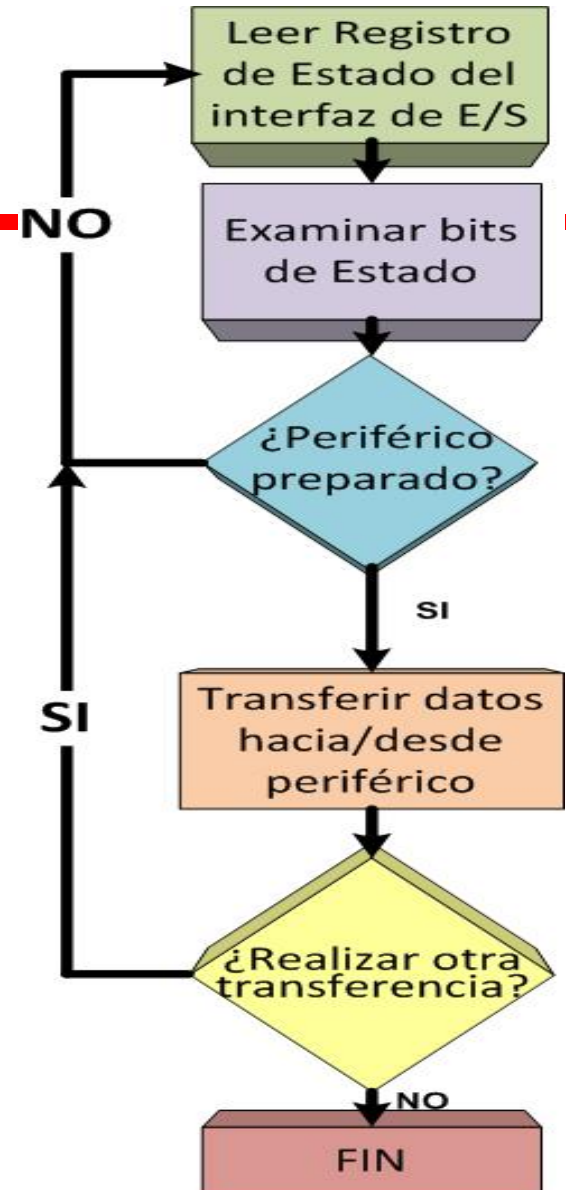 Leer Registro
de Estado del
interfaz de E/S
NO
Examinar bits
de Estado
¿Periférico
preparado?
SI
Transferir datos
hacia/desde
periférico
SI
¿Realizar otra
transferencia?
NO
FIN